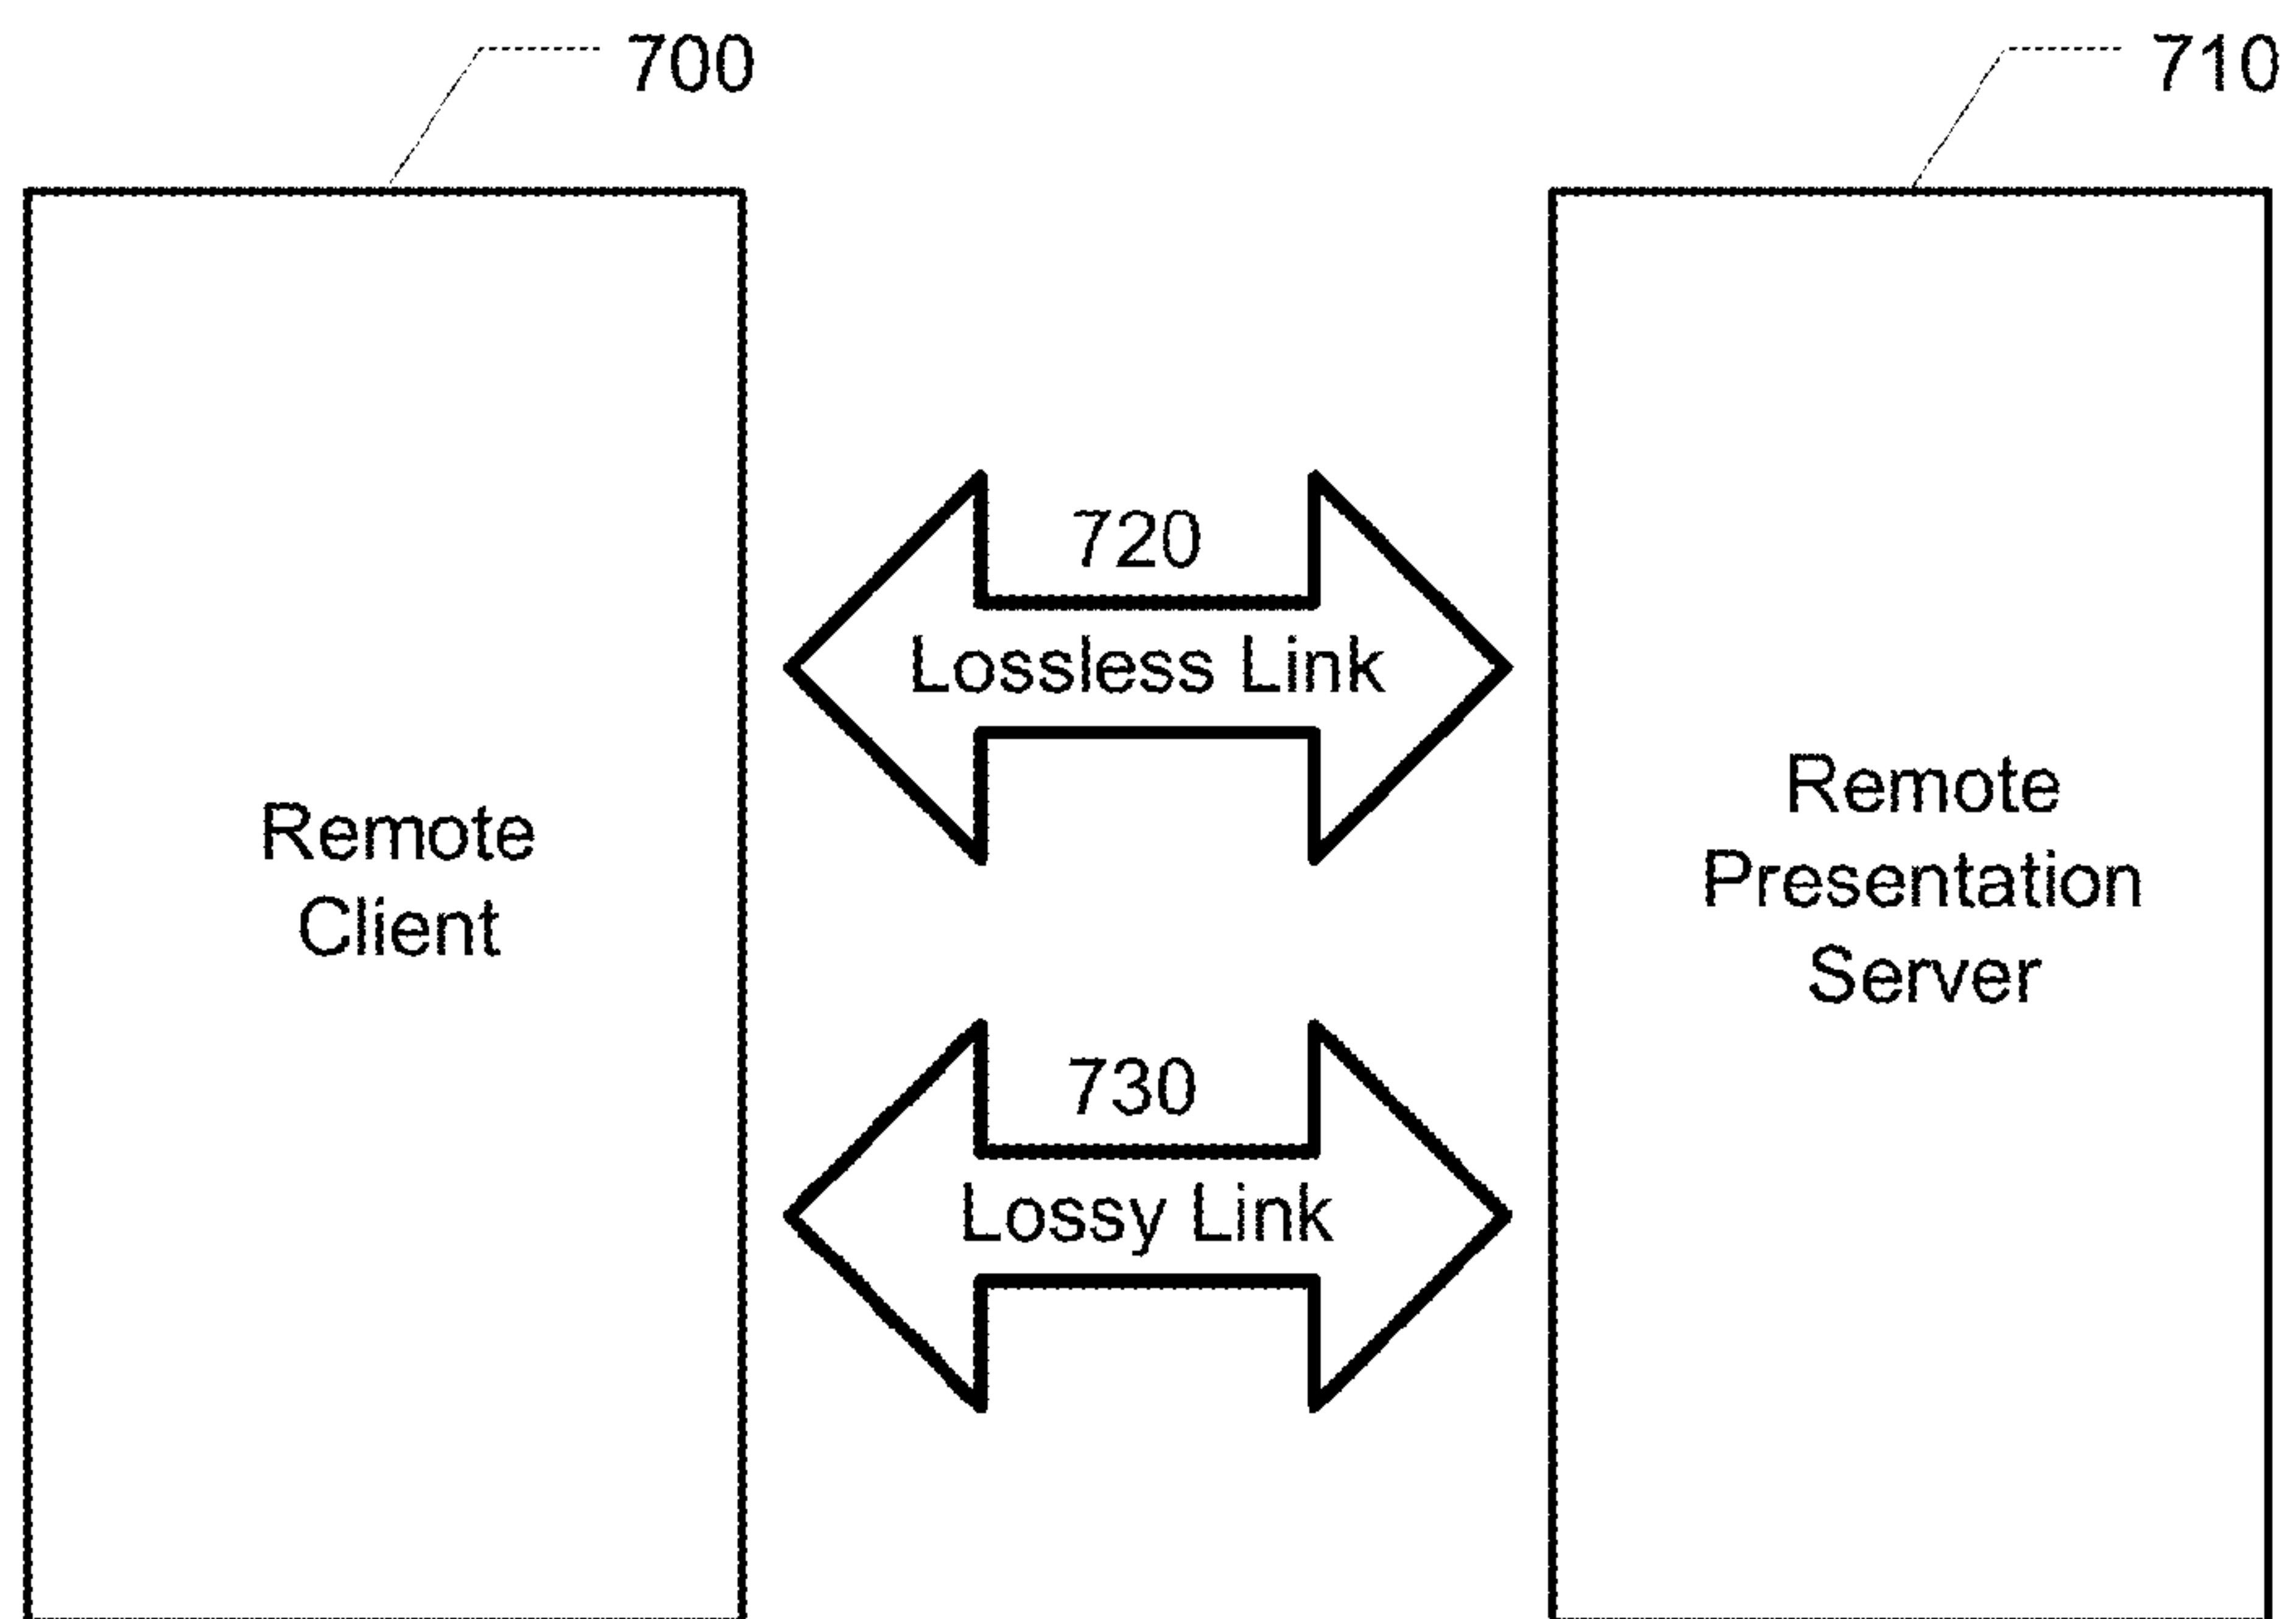 700
710
720
Lossless Link
Remote
Client
Remote
Presentation
Server
730
Lossy Link